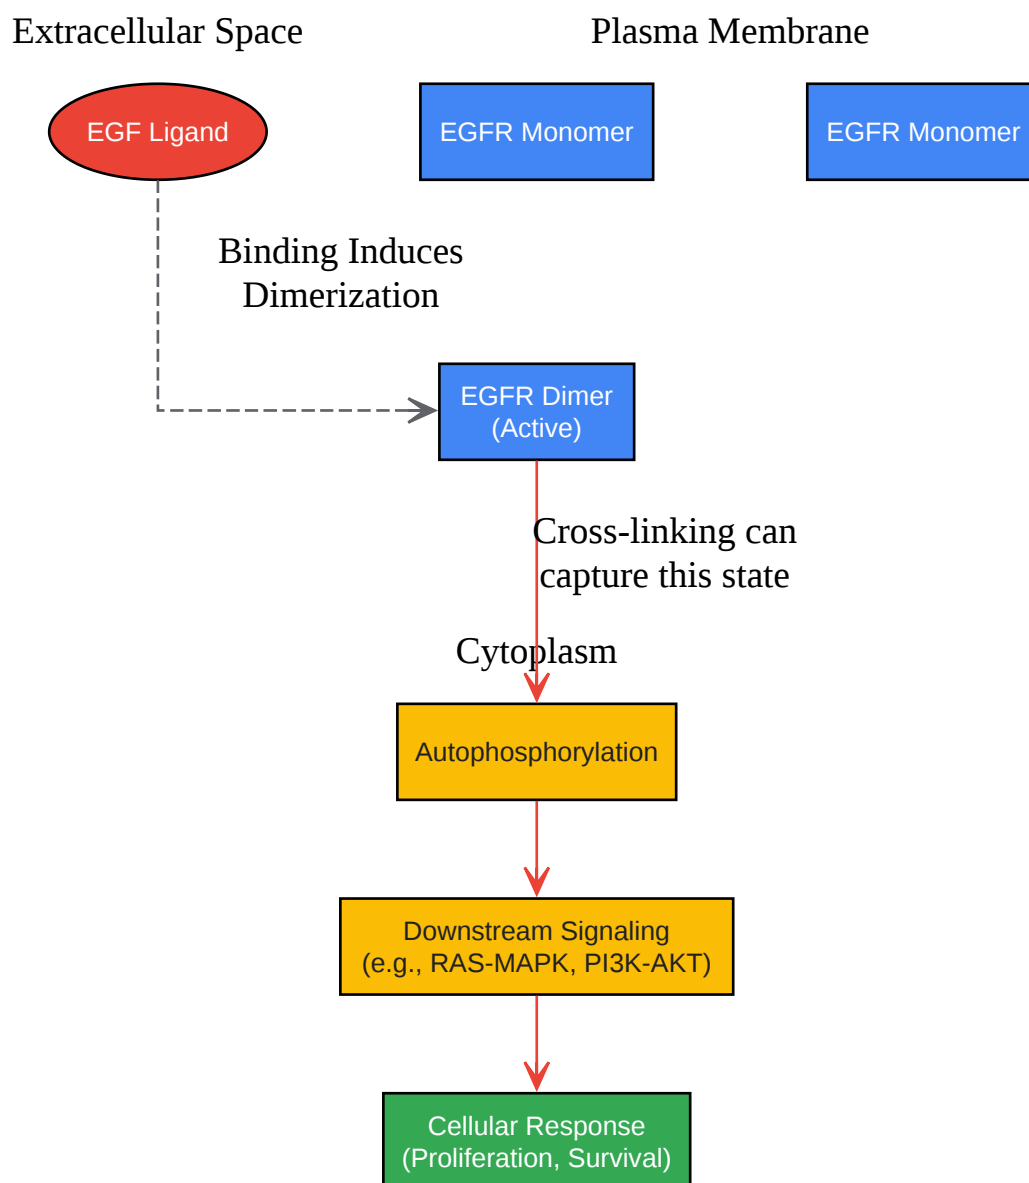 Extracellular Space
Plasma Membrane
EGF Ligand
EGFR Monomer
EGFR Monomer
Binding Induces
Dimerization
EGFR Dimer
(Active)
Cross-linking can
capture this state
Cytoplasm
Autophosphorylation
Downstream Signaling
(e.g., RAS-MAPK, PI3K-AKT)
Cellular Response
(Proliferation, Survival)